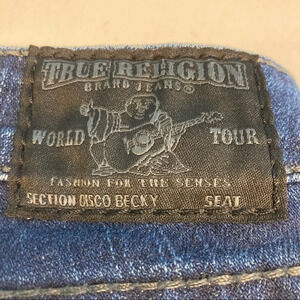 TRUE RELIGION
BRAND JEANS®
WORLD TOUR
FASHION FOR THE SENSES
SECTION DISCO BECKY SEAT